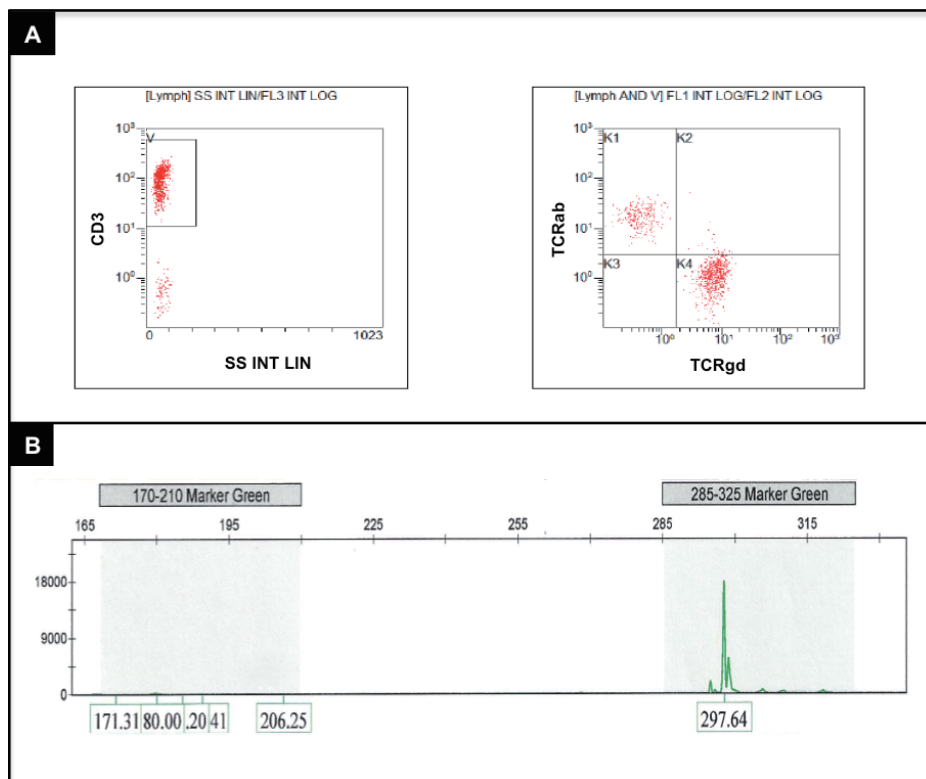 A
[Lymph] SS INT LIN/FL3 INT LOG
10³
V
10²
10¹
10⁰
CD3
0 1023
SS INT LIN
[Lymph AND V] FL1 INT LOG/FL2 INT LOG
10³
K1 K2
10²
10¹
K3 K4
10⁰
TCRab
10⁰ 10¹ 10² 10³
TCRgd
B
170-210 Marker Green 285-325 Marker Green
165 195 225 255 285 315
18000
9000
0
171.31 80.00 .20 41 206.25 297.64